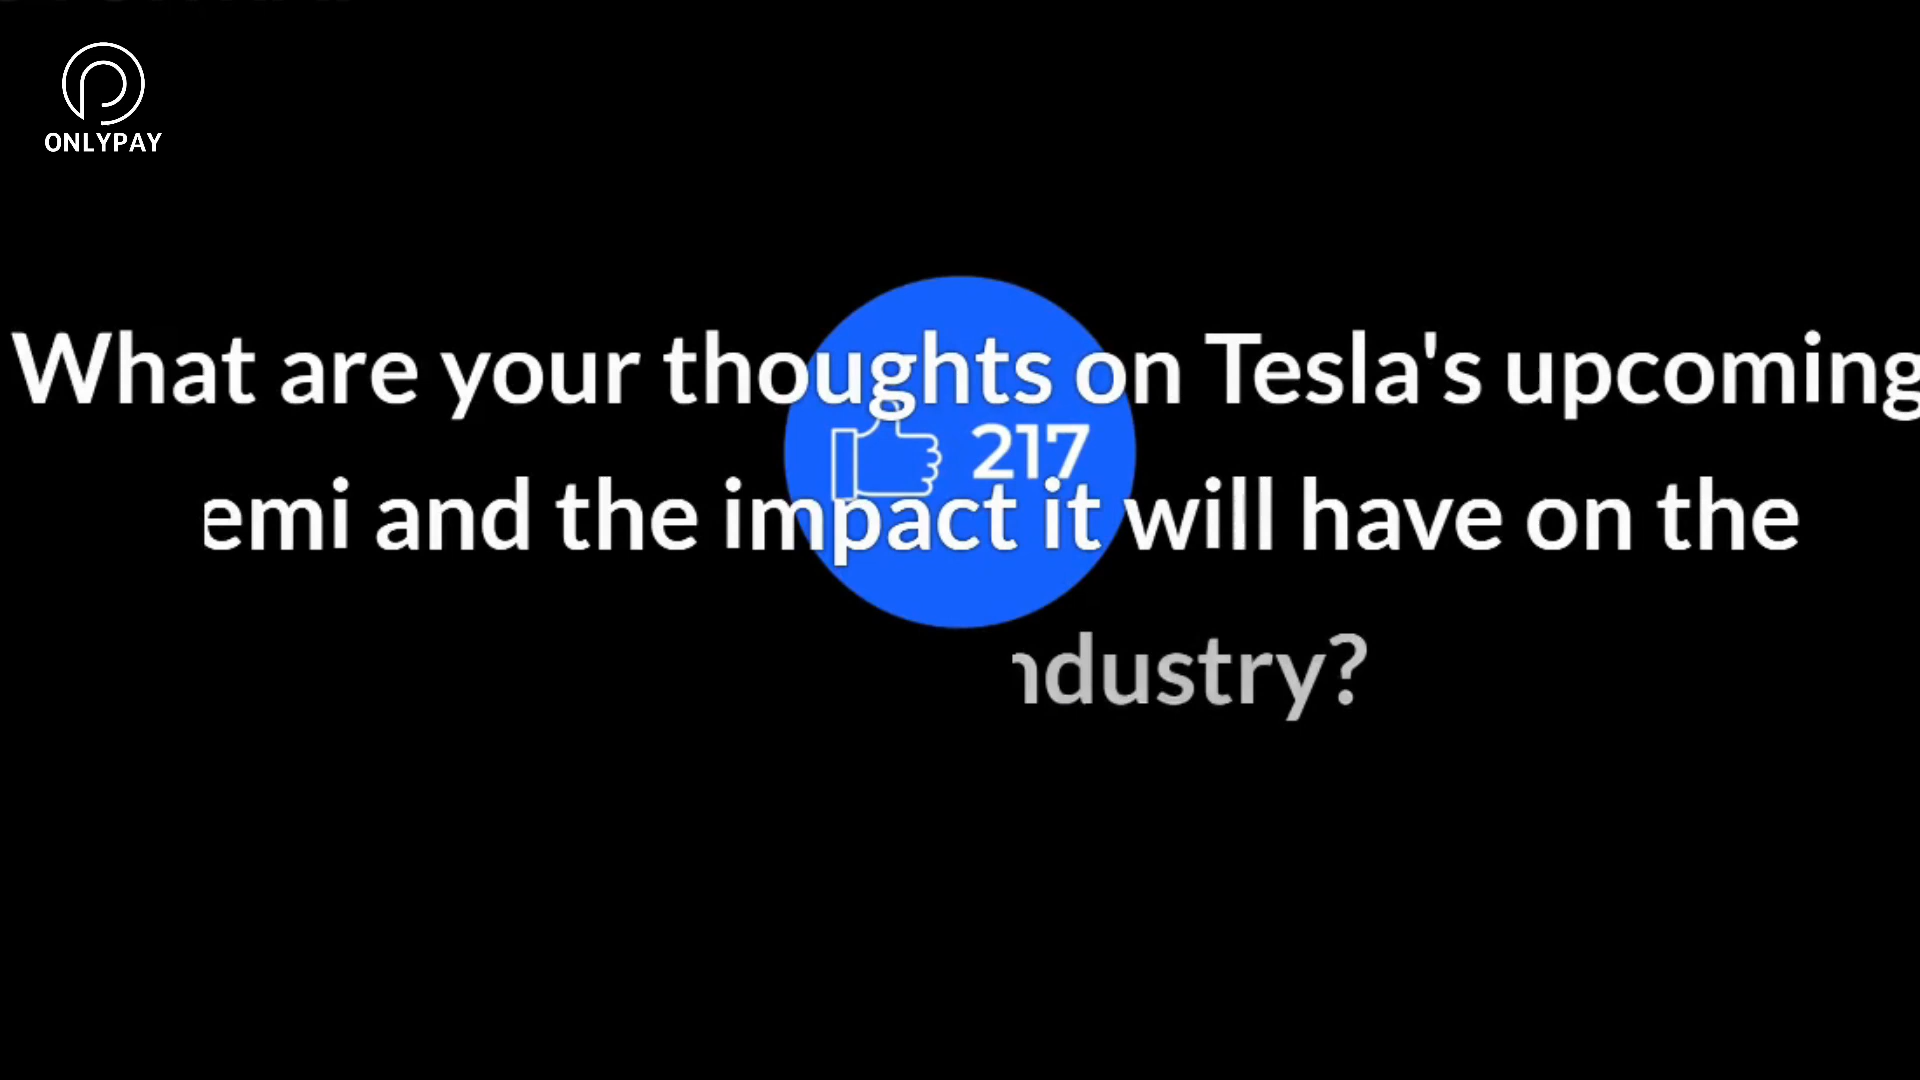 ONLYPAY
What are your thoughts on Tesla's upcoming
217
emi and the impact it will have on the
ndustry?